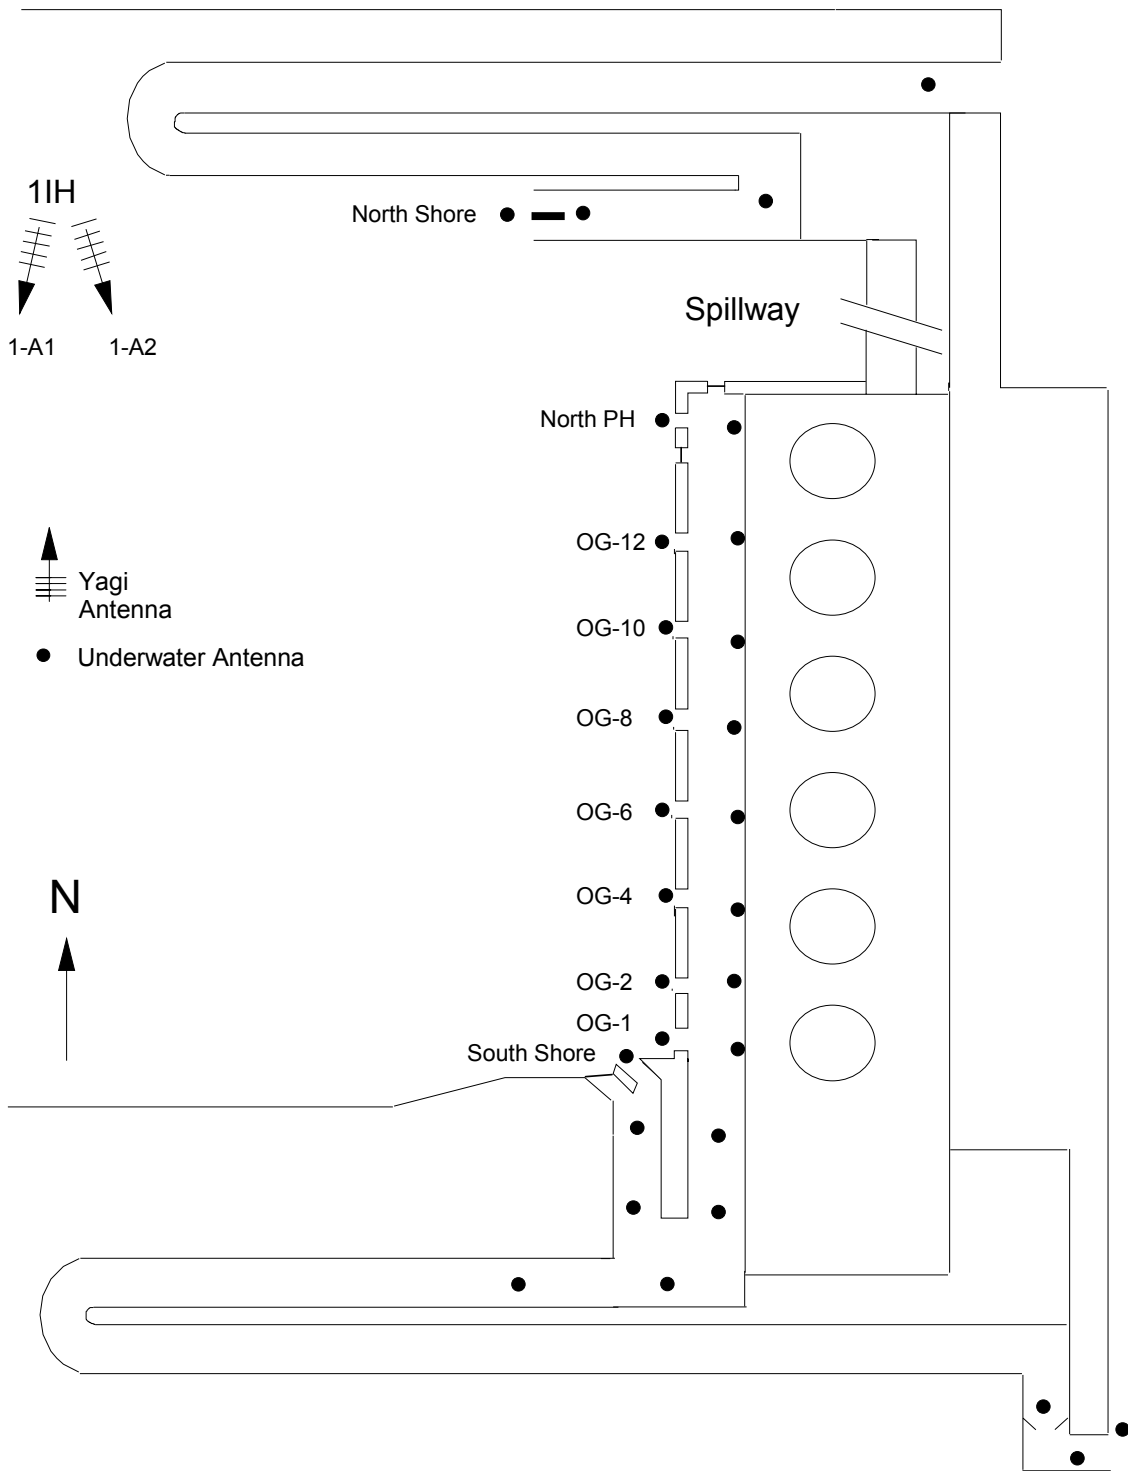 1IH
North Shore
1-A1
1-A2
Spillway
North PH
OG-12
Yagi
Antenna
OG-10
Underwater Antenna
OG-8
OG-6
N
OG-4
OG-2
OG-1
South Shore